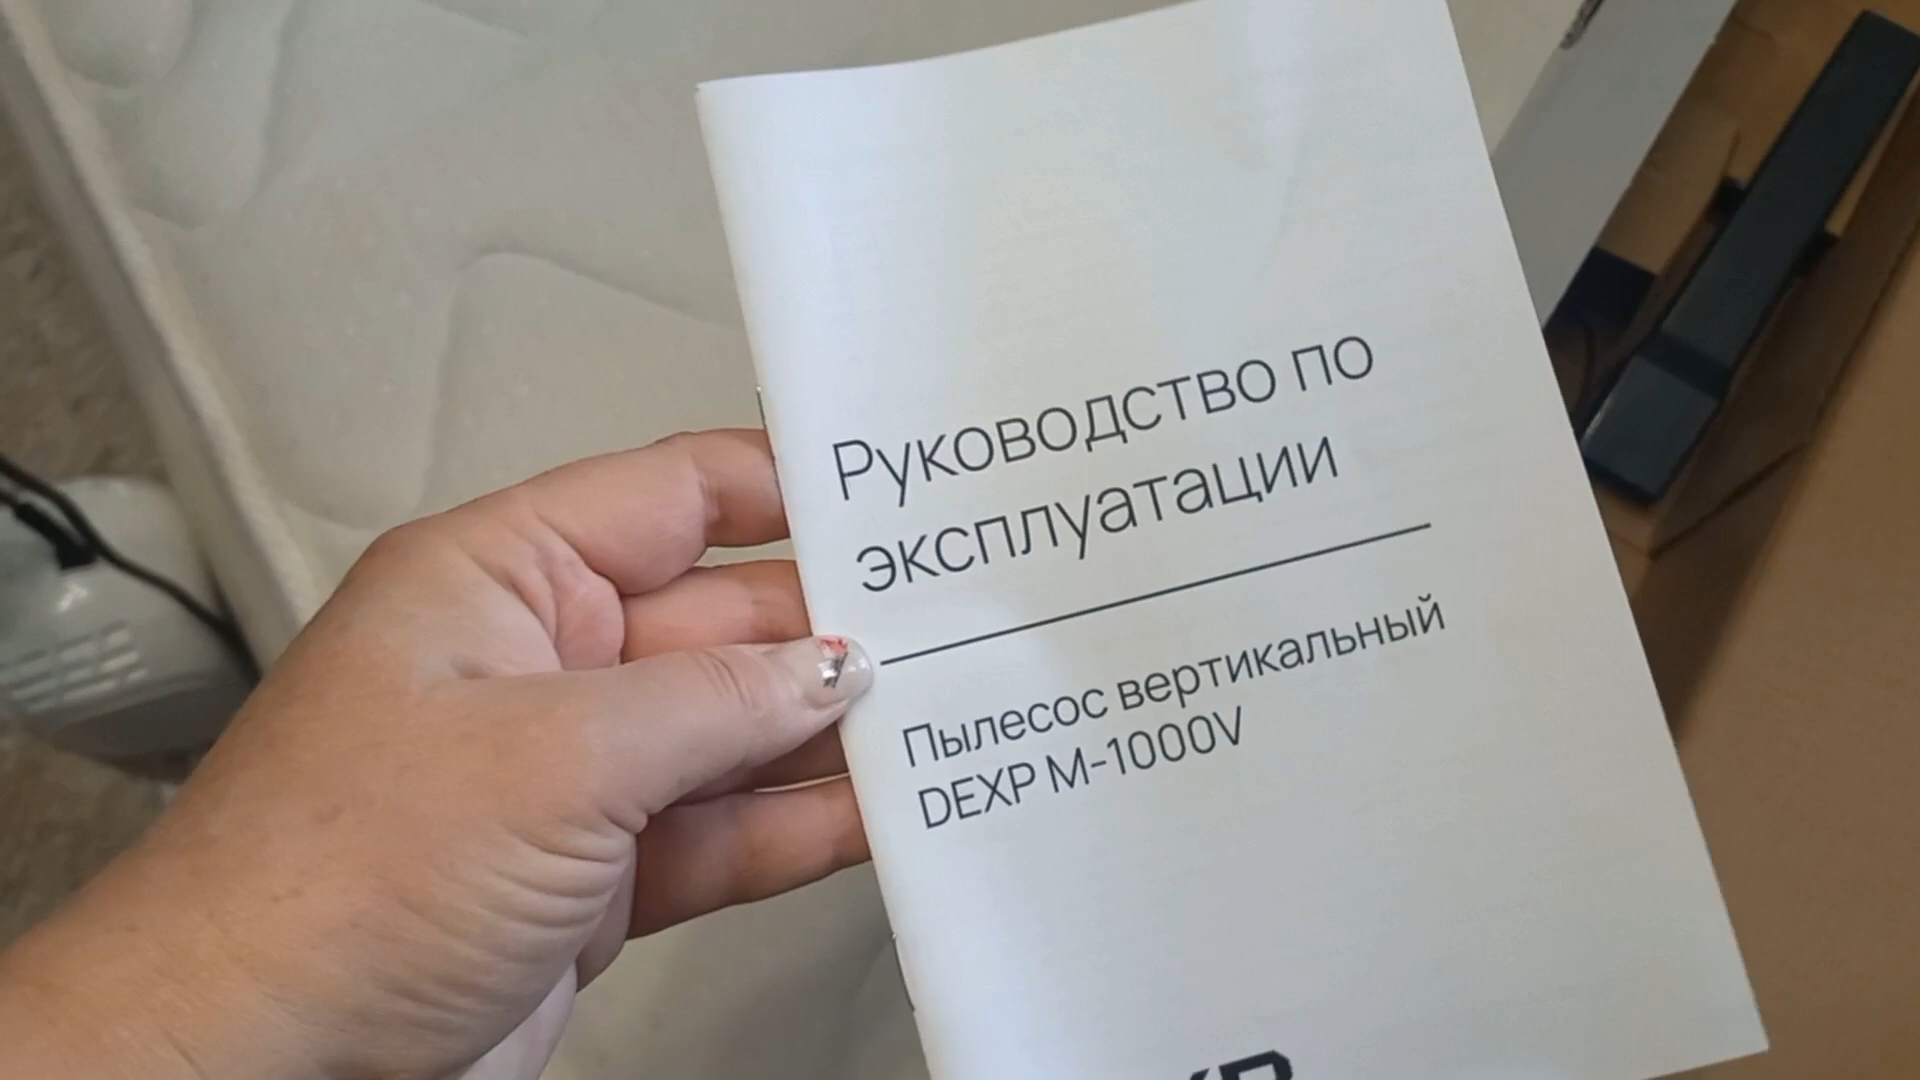 Руководство по
эксплуатации
Пылесос вертикальный
DEXP M-1000V